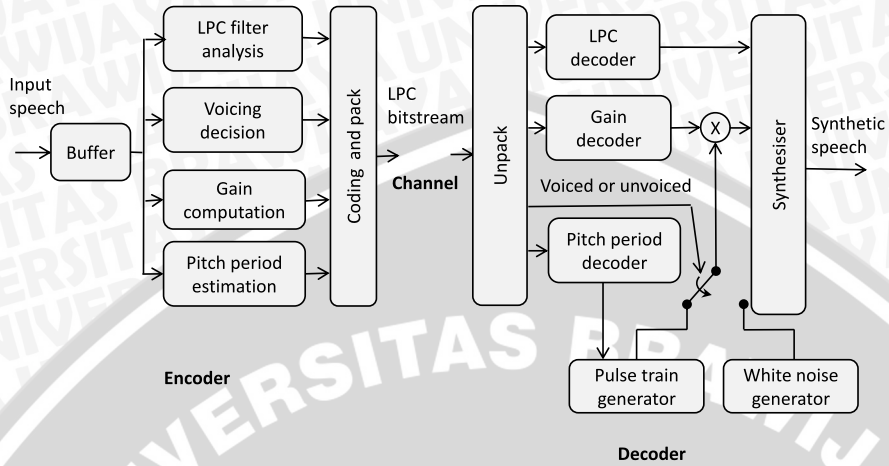 Input
speech
Buffer
LPC filter
analysis
Voicing
decision
Gain
computation
Pitch period
estimation
Coding and pack
LPC
bitstream
Channel
Encoder
Unpack
LPC
decoder
Gain
decoder
X
Voiced or unvoiced
Pitch period
decoder
Synthesiser
Synthetic
speech
Pulse train
generator
White noise
generator
Decoder
VERSITAS BRAWIJ